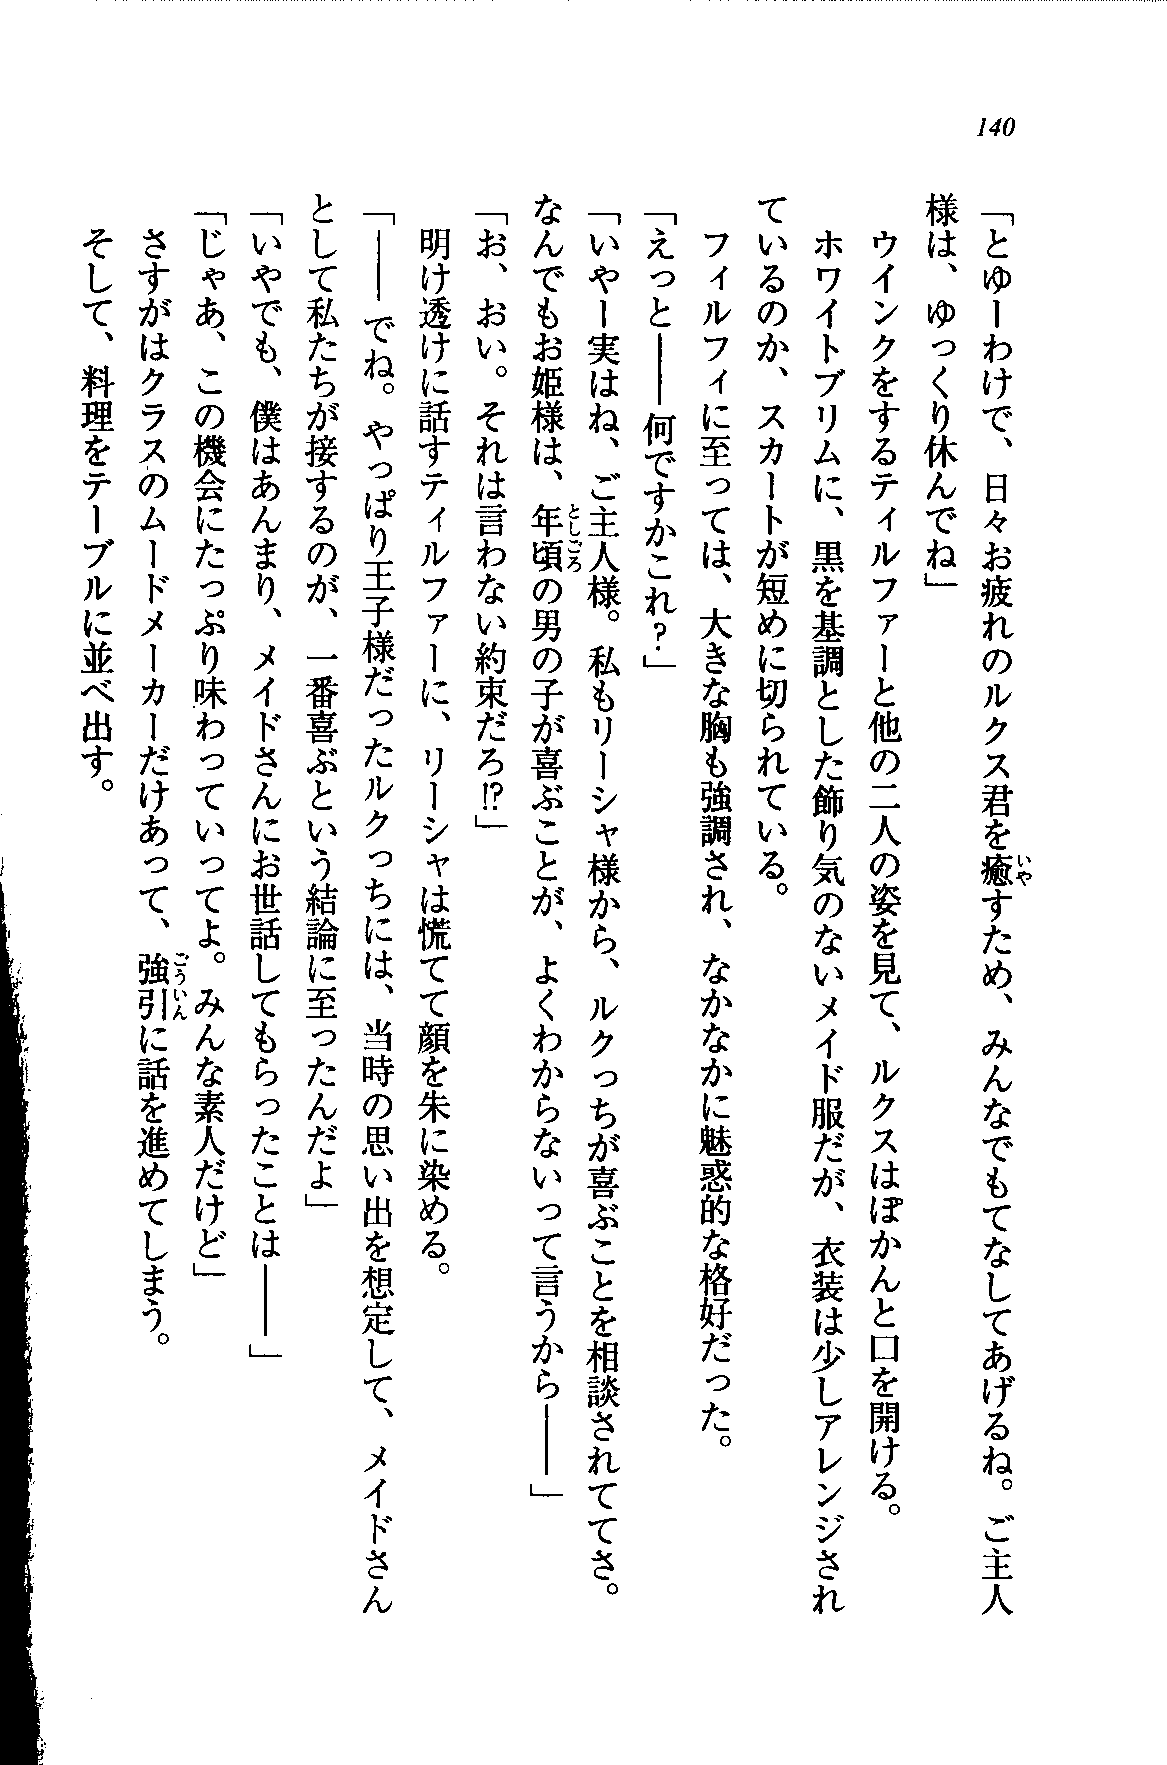 140
「とゆーわけで、日々お疲れのルクス君を癒すため、みんなでもてなしてあげるね。ご主人
様は、ゆっくり休んでね」
　ウインクをするティルファーと他の二人の姿を見て、ルクスはぽかんと口を開ける。
　ホワイトブリムに、黒を基調とした飾り気のないメイド服だが、衣装は少しアレンジされ
ているのか、スカートが短めに切られている。
　フィルフィに至っては、大きな胸も強調され、なかなかに魅惑的な格好だった。
「えっと――何ですかこれ？」
「いやー実はね、ご主人様。私もリーシャ様から、ルクっちが喜ぶことを相談されててさ。
なんでもお姫様は、年頃の男の子が喜ぶことが、よくわからないって言うから――」
「お、おい。それは言わない約束だろ!?」
　明け透けに話すティルファーに、リーシャは慌てて顔を朱に染める。
「――でね。やっぱり王子様だったルクっちには、当時の思い出を想定して、メイドさん
として私たちが接するのが、一番喜ぶという結論に至ったんだよ」
「いやでも、僕はあんまり、メイドさんにお世話してもらったことは――」
「じゃあ、この機会にたっぷり味わっていってよ。みんな素人だけど」
　さすがはクラスのムードメーカーだけあって、強引に話を進めてしまう。
　そして、料理をテーブルに並べ出す。